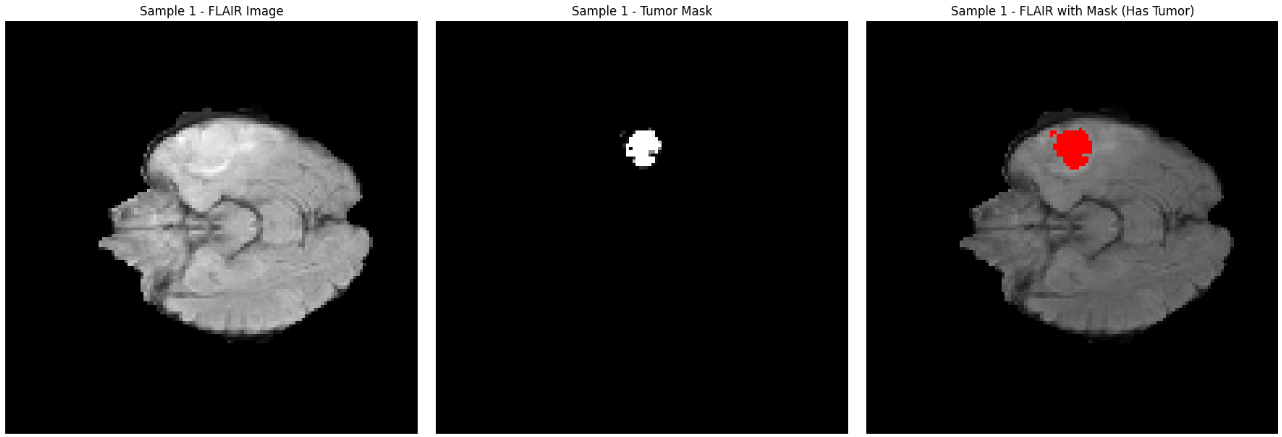 Sample 1 - FLAIR Image
Sample 1 - Tumor Mask
Sample 1 - FLAIR with Mask (Has Tumor)